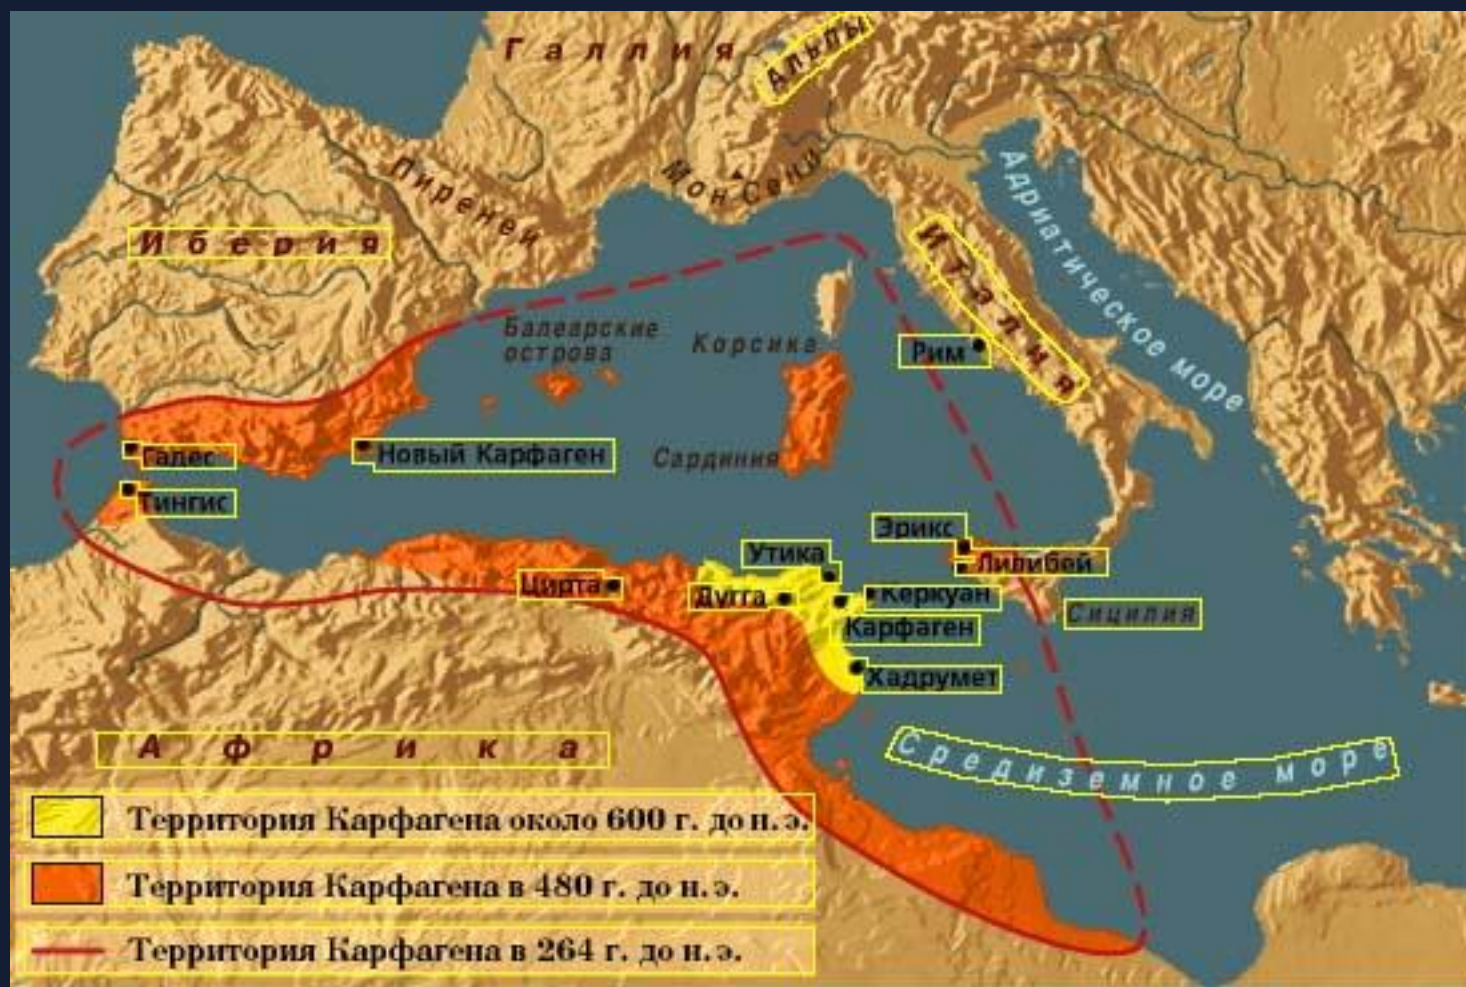 Галлия
Альпы
Мон Сени
Пиренеи
Адриатическое море
Иберия
Италия
Балеарские
острова
Корсика
Рим
Гадес
Новый Карфаген
Сардиния
Тингис
Эрикс
Утика
Лилибей
Цирта
Дугга
Керкуан
Сицилия
Карфаген
Хадрумет
Африка
Средиземное море
Территория Карфагена около 600 г. до н. э.
Территория Карфагена в 480 г. до н. э.
Территория Карфагена в 264 г. до н. э.